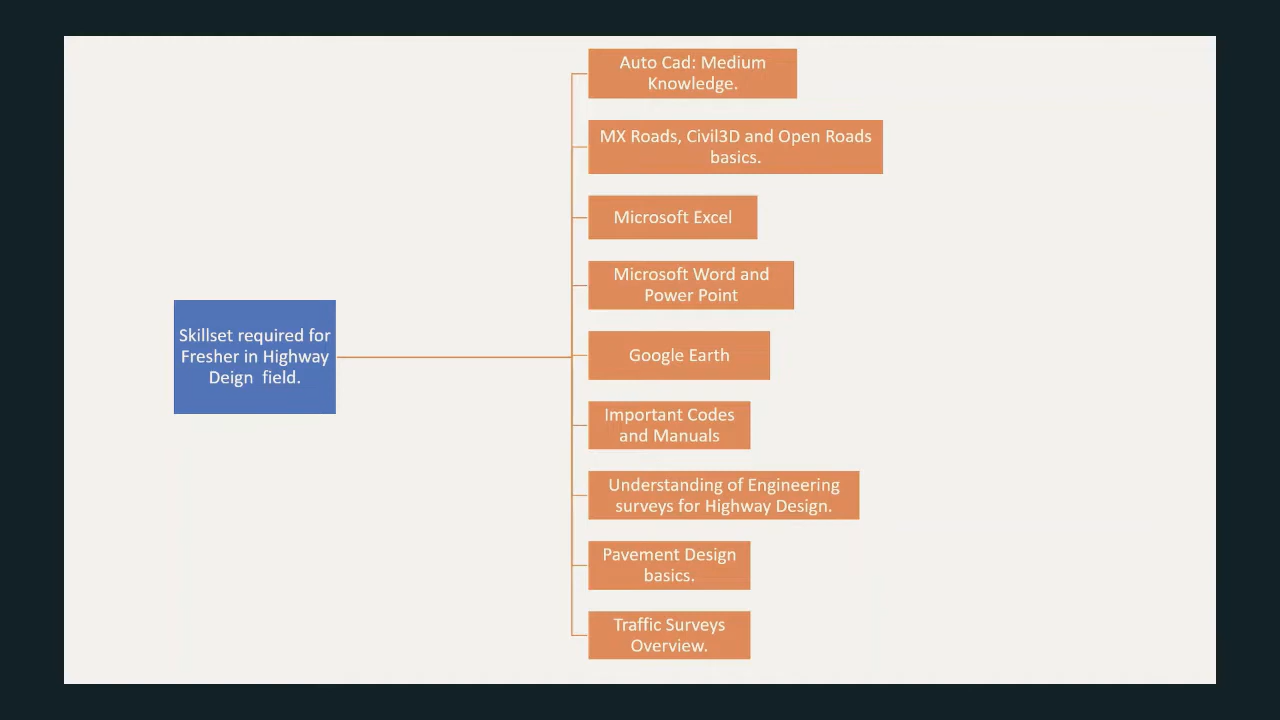 Auto Cad: Medium
Knowledge.
MX Roads, Civil3D and Open Roads
basics.
Microsoft Excel
Microsoft Word and
Power Point
Skillset required for
Fresher in Highway
Deign  field.
Google Earth
Important Codes
and Manuals
Understanding of Engineering
surveys for Highway Design.
Pavement Design
basics.
Traffic Surveys
Overview.